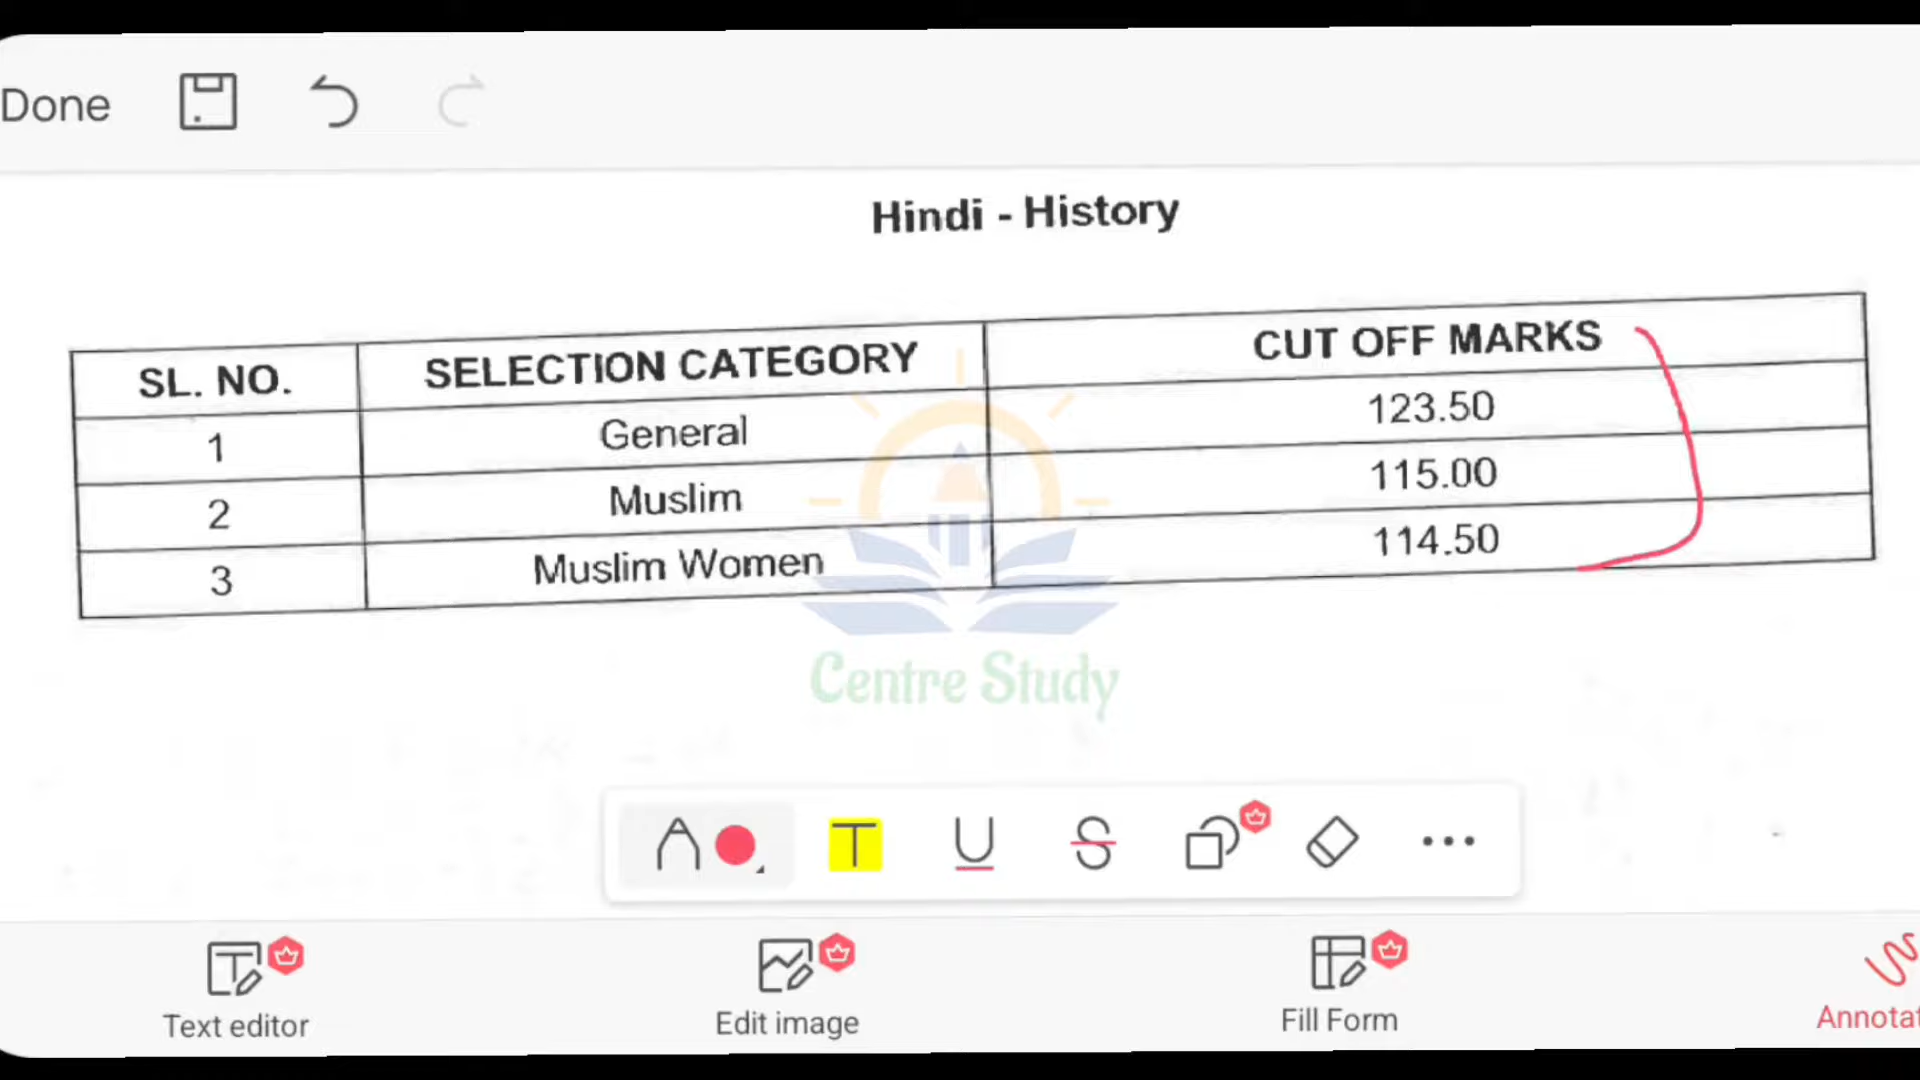 Done
Hindi - History
SL. NO. SELECTION CATEGORY CUT OFF MARKS
1 General 123.50
2 Muslim 115.00
3 Muslim Women 114.50
Centre Study
T U S
Text editor Edit image Fill Form Annotat